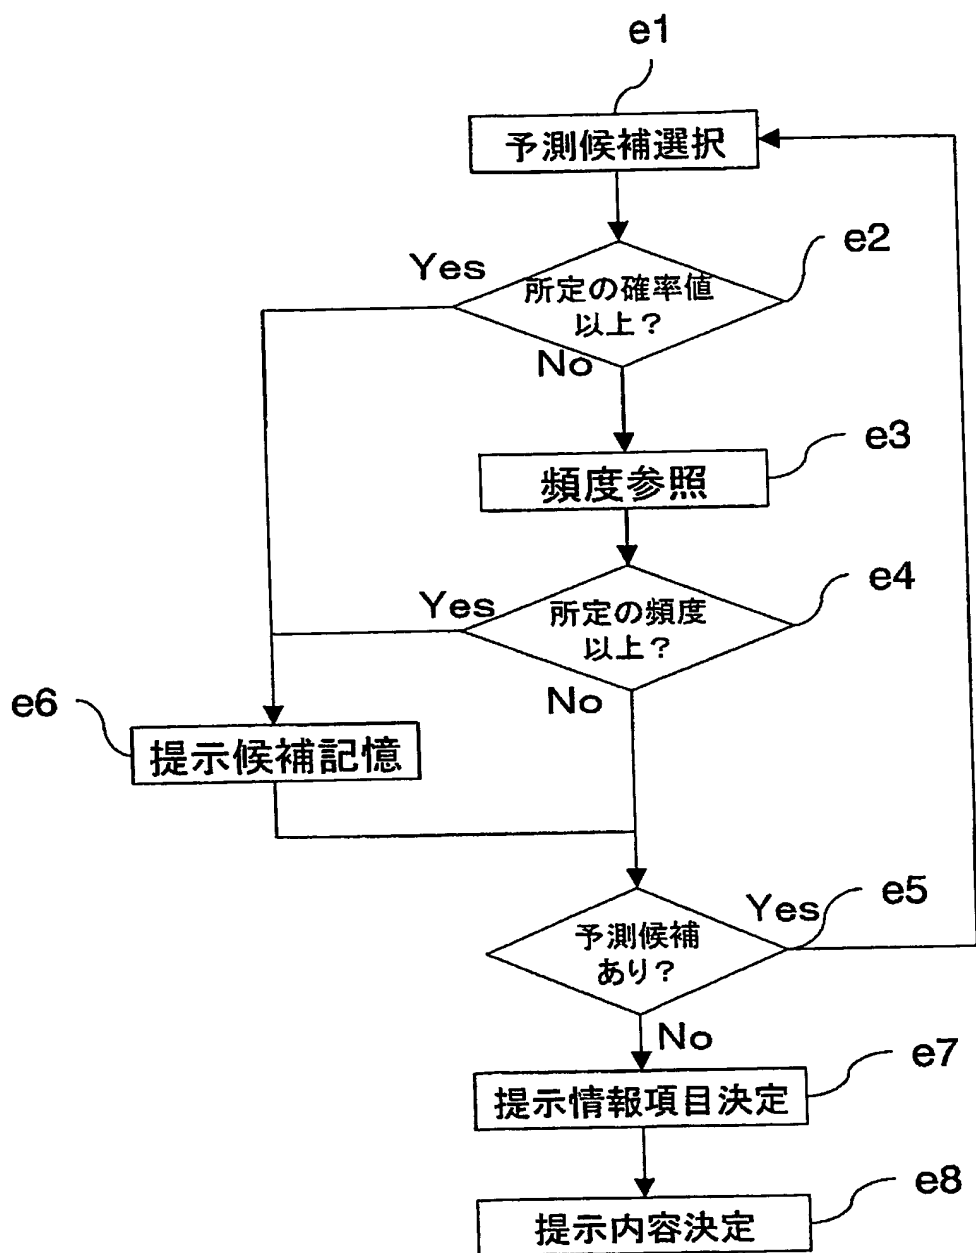 e1
予測候補選択
e2
Yes
所定の確率値
以上？
No
e3
頻度参照
e4
Yes
所定の頻度
以上？
No
e6
提示候補記憶
e5
Yes
予測候補
あり？
No
e7
提示情報項目決定
e8
提示内容決定